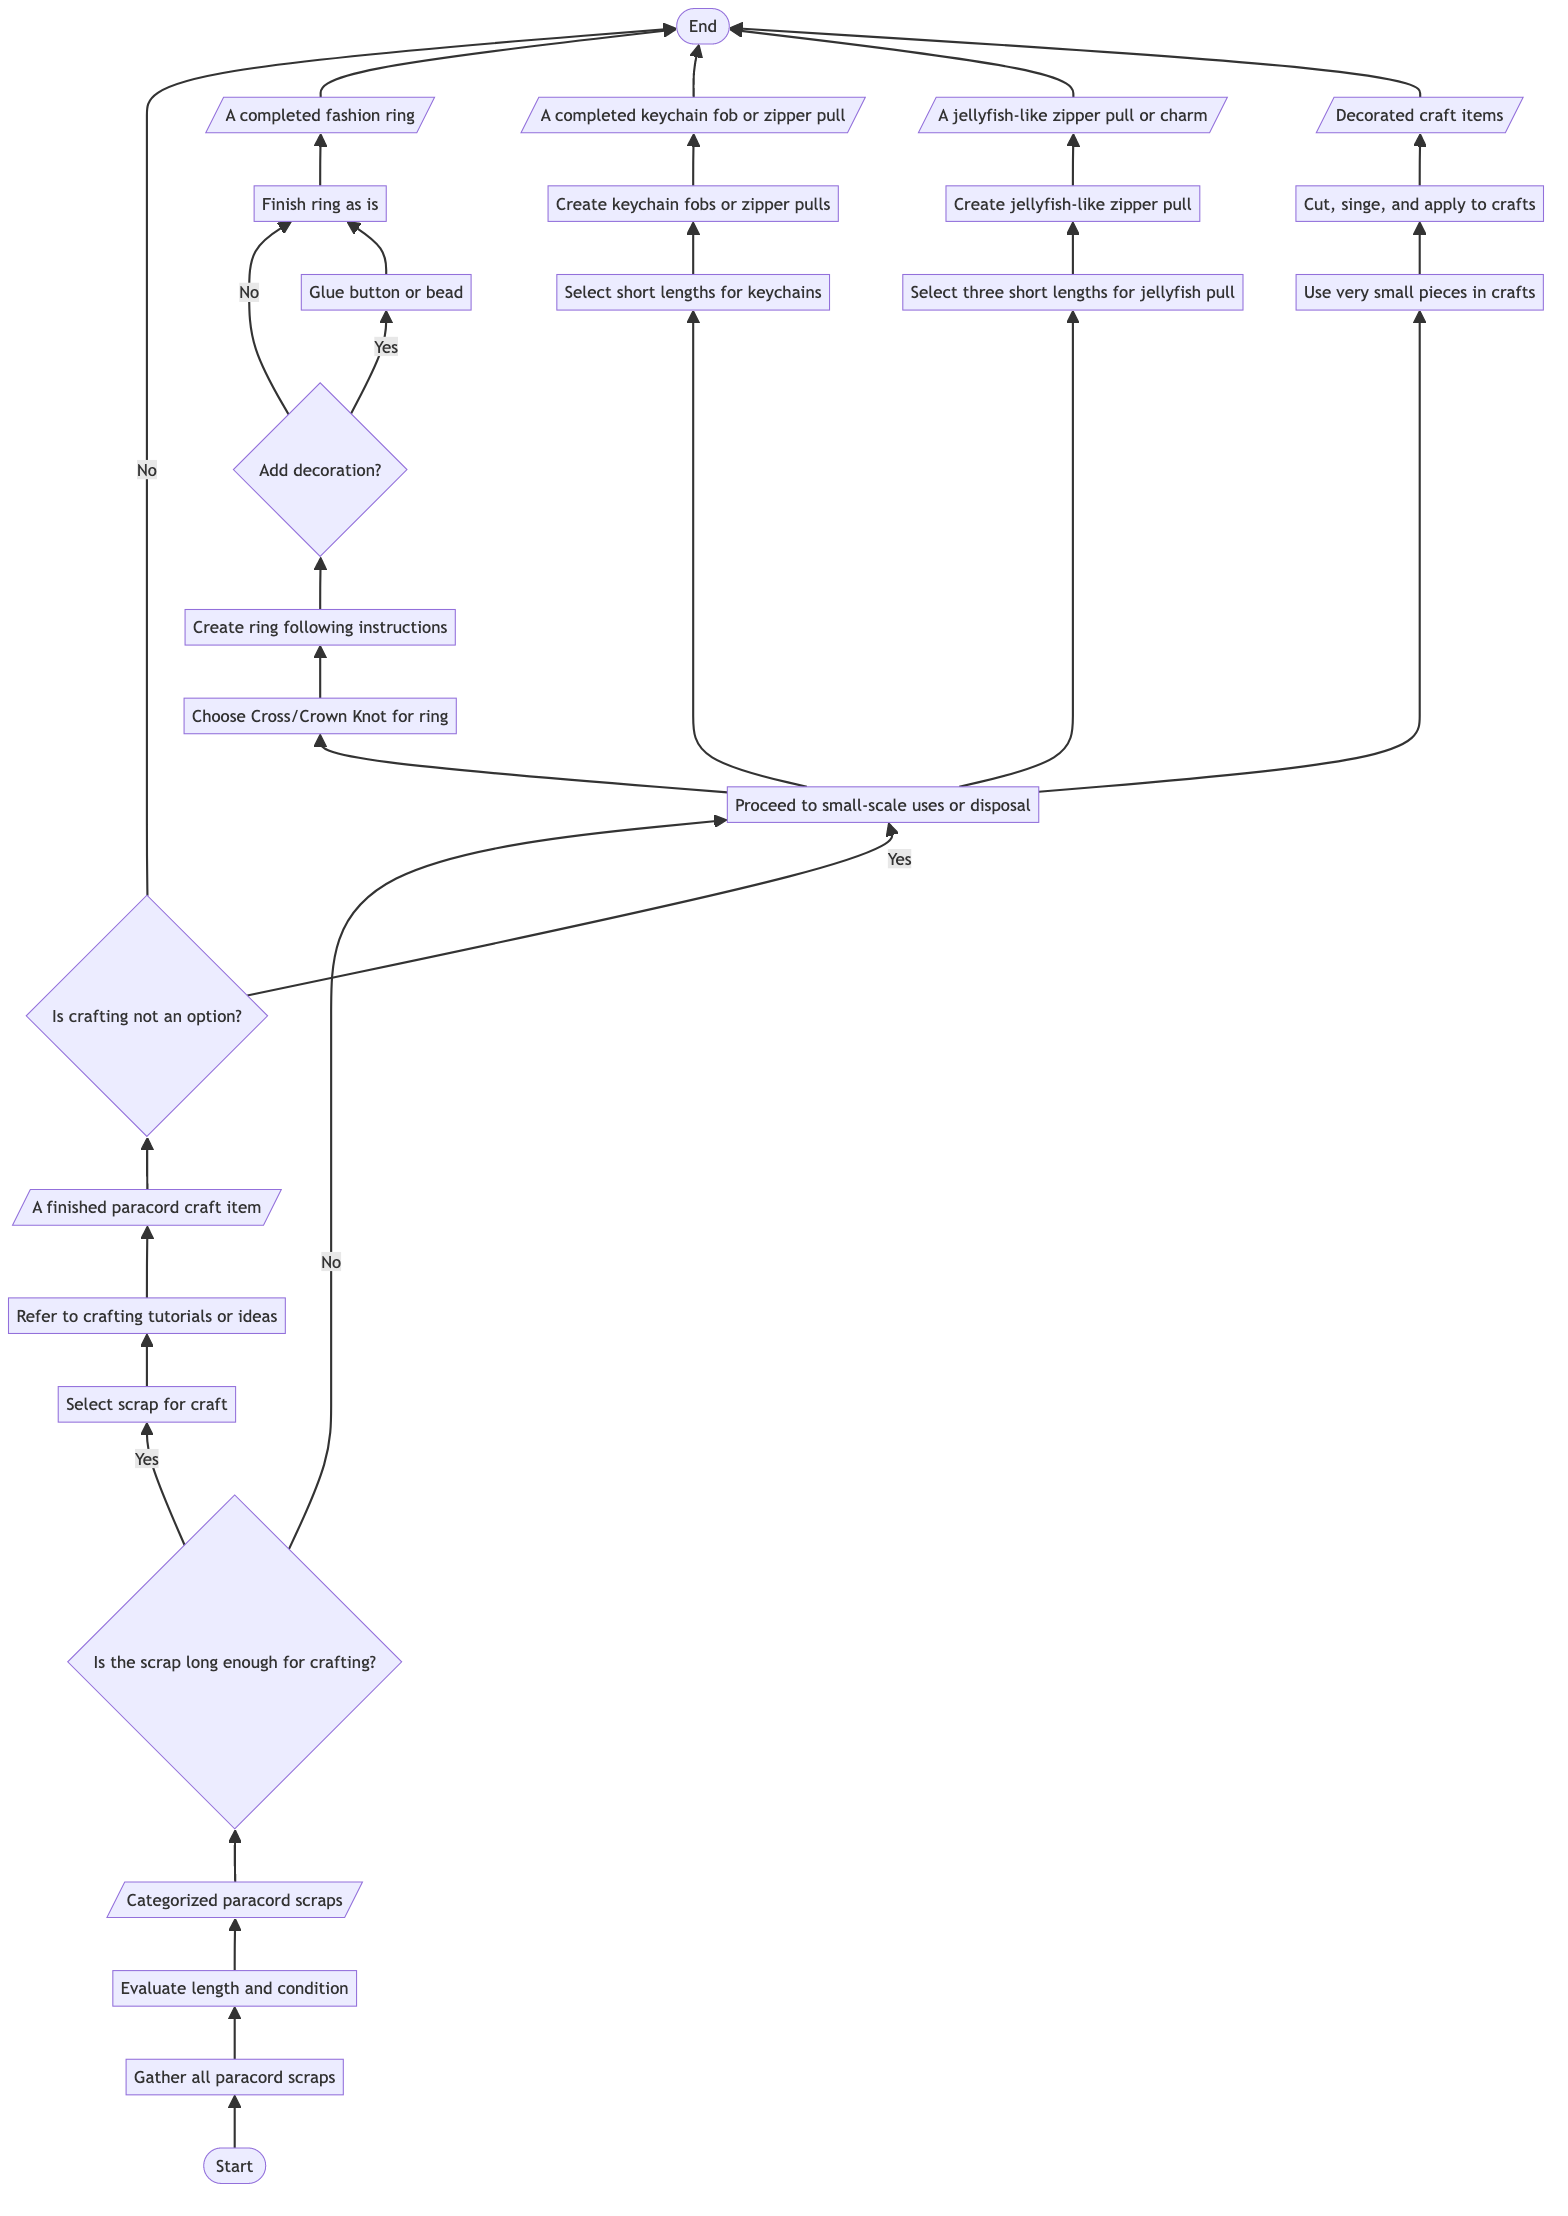 End
A completed fashion ring
A completed keychain fob or zipper pull
A jellyfish-like zipper pull or charm
Decorated craft items
Finish ring as is
Create keychain fobs or zipper pulls
Create jellyfish-like zipper pull
Cut, singe, and apply to crafts
No
Glue button or bead
Select short lengths for keychains
Select three short lengths for jellyfish pull
Use very small pieces in crafts
Yes
No
Add decoration?
Create ring following instructions
Choose Cross/Crown Knot for ring
Proceed to small-scale uses or disposal
Yes
Is crafting not an option?
A finished paracord craft item
No
Refer to crafting tutorials or ideas
Select scrap for craft
Yes
Is the scrap long enough for crafting?
Categorized paracord scraps
Evaluate length and condition
Gather all paracord scraps
Start